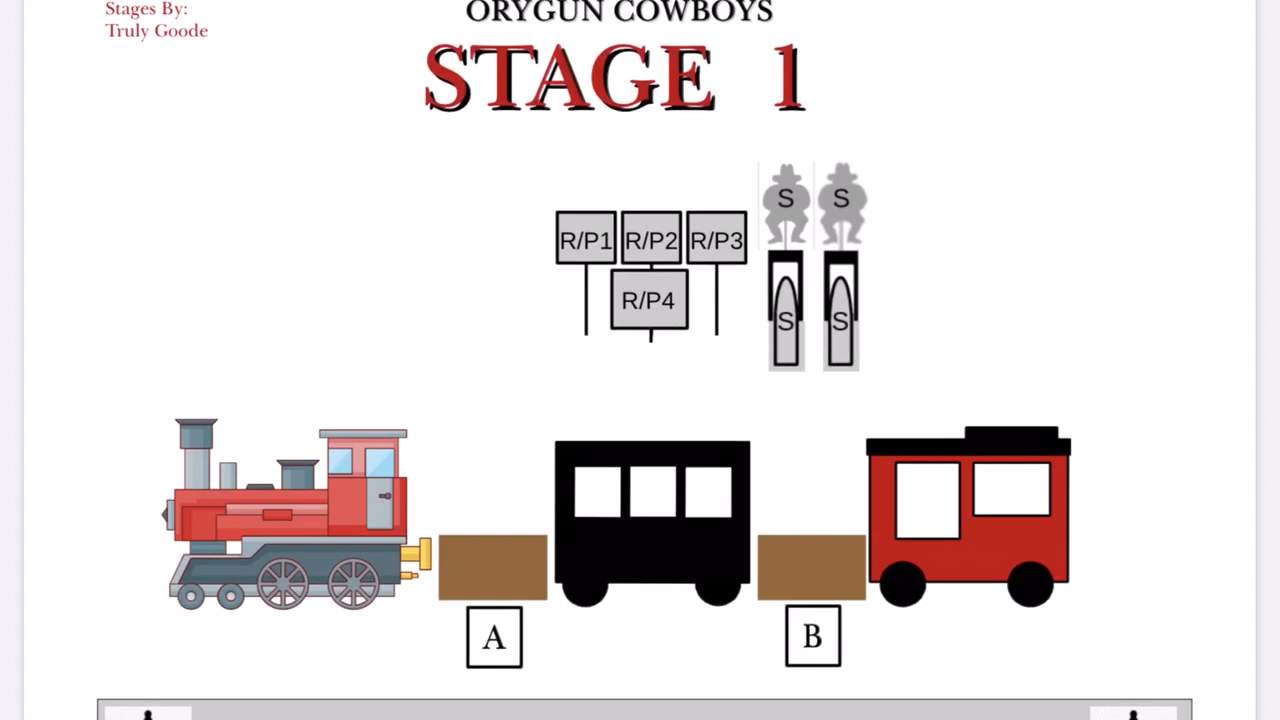 Stages By:
Truly Goode
ORYGUN COWBOYS
STAGE 1
S S
R/P1 R/P2 R/P3
R/P4
S S
A
B